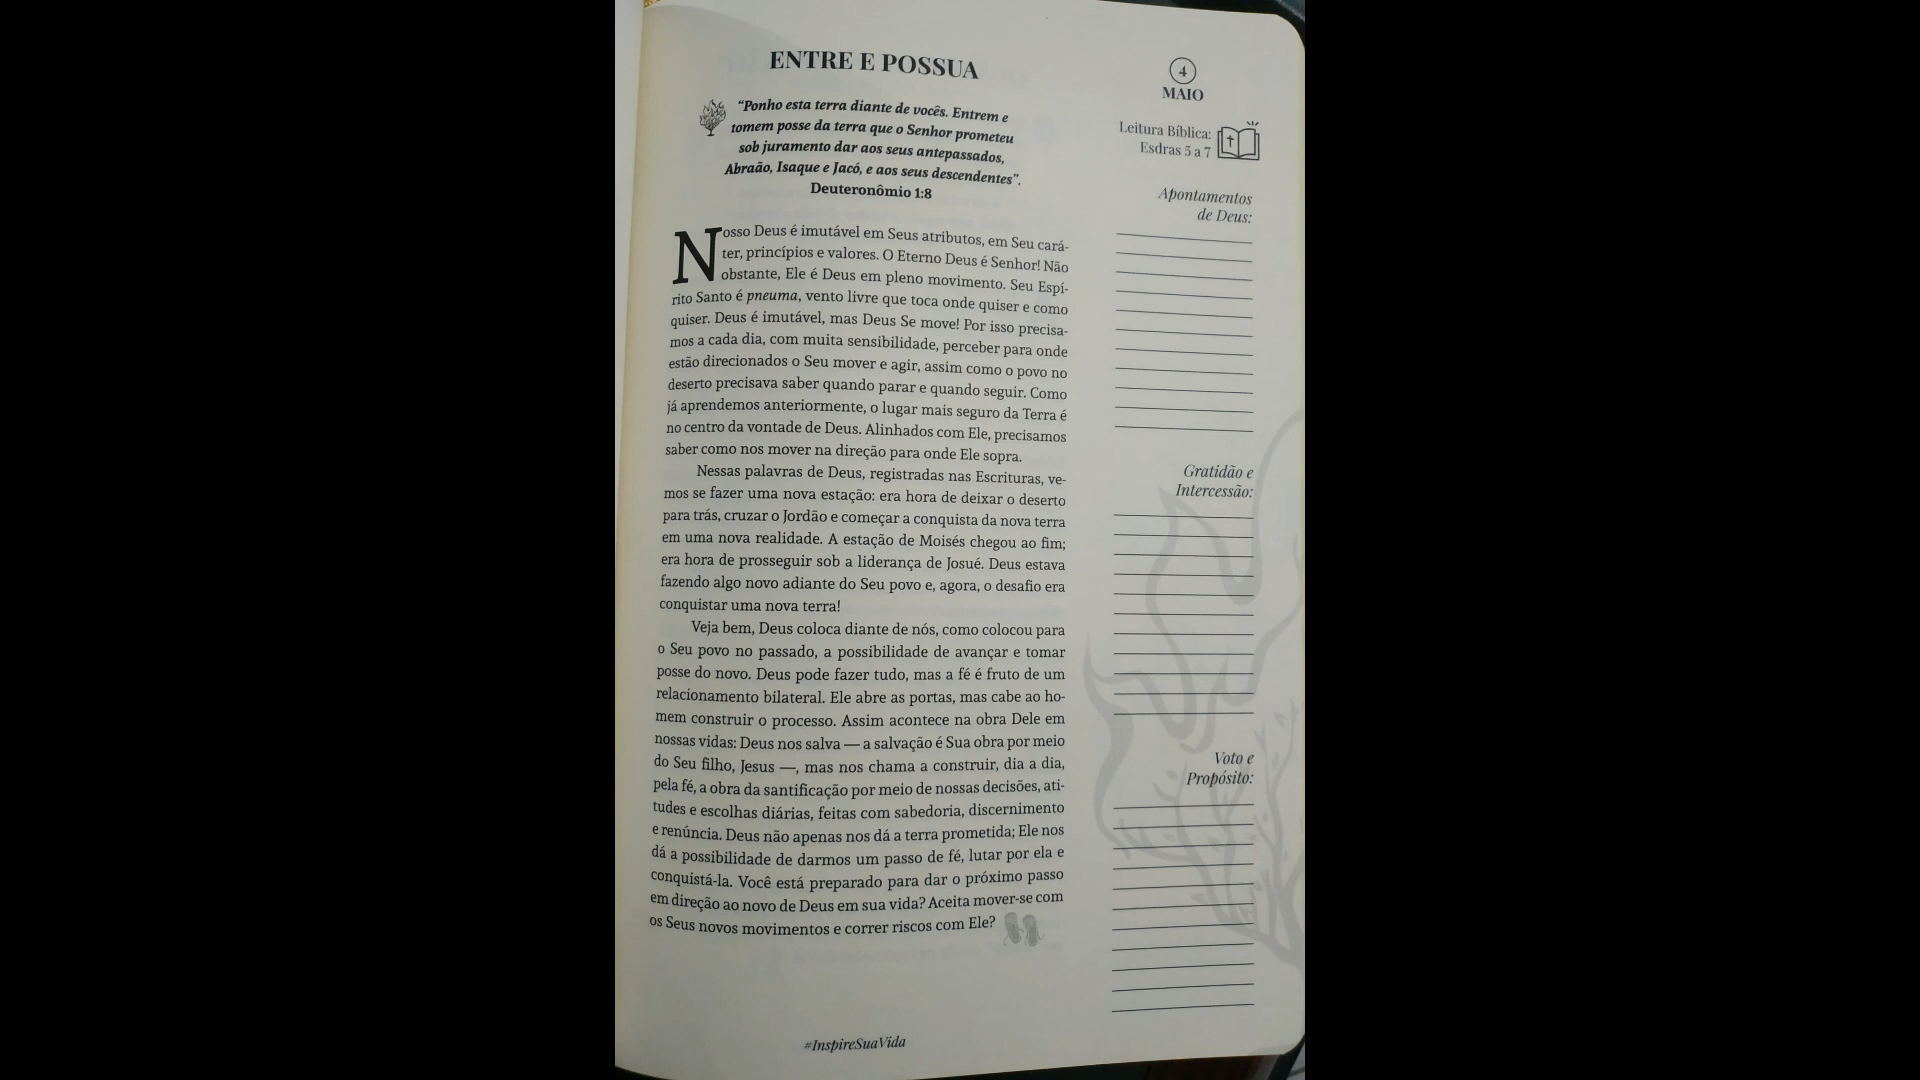 ENTRE E POSSUA
“Ponho esta terra diante de vocês. Entrem e
tomem posse da terra que o Senhor prometeu
sob juramento dar aos seus antepassados,
Abraão, Isaque e Jacó, e aos seus descendentes”.
Deuteronômio 1:8
Nosso Deus é imutável em Seus atributos, em Seu cará-
ter, princípios e valores. O Eterno Deus é Senhor! Não
obstante, Ele é Deus em pleno movimento. Seu Espí-
rito Santo é pneuma, vento livre que toca onde quiser e como
quiser. Deus é imutável, mas Deus Se move! Por isso precisa-
mos a cada dia, com muita sensibilidade, perceber para onde
estão direcionados o Seu mover e agir, assim como o povo no
deserto precisava saber quando parar e quando seguir. Como
já aprendemos anteriormente, o lugar mais seguro da Terra é
no centro da vontade de Deus. Alinhados com Ele, precisamos
saber como nos mover na direção para onde Ele sopra.
Nessas palavras de Deus, registradas nas Escrituras, ve-
mos se fazer uma nova estação: era hora de deixar o deserto
para trás, cruzar o Jordão e começar a conquista da nova terra
em uma nova realidade. A estação de Moisés chegou ao fim;
era hora de prosseguir sob a liderança de Josué. Deus estava
fazendo algo novo adiante do Seu povo e, agora, o desafio era
conquistar uma nova terra!
Veja bem, Deus coloca diante de nós, como colocou para
o Seu povo no passado, a possibilidade de avançar e tomar
posse do novo. Deus pode fazer tudo, mas a fé é fruto de um
relacionamento bilateral. Ele abre as portas, mas cabe ao ho-
mem construir o processo. Assim acontece na obra Dele em
nossas vidas: Deus nos salva — a salvação é Sua obra por meio
do Seu filho, Jesus —, mas nos chama a construir, dia a dia,
pela fé, a obra da santificação por meio de nossas decisões, ati-
tudes e escolhas diárias, feitas com sabedoria, discernimento
e renúncia. Deus não apenas nos dá a terra prometida; Ele nos
dá a possibilidade de darmos um passo de fé, lutar por ela e
conquistá-la. Você está preparado para dar o próximo passo
em direção ao novo de Deus em sua vida? Aceita mover-se com
os Seus novos movimentos e correr riscos com Ele?
#InspireSuaVida
4
MAIO
Leitura Bíblica:
Esdras 5 a 7
Apontamentos
de Deus:
Gratidão e
Intercessão:
Voto e
Propósito: